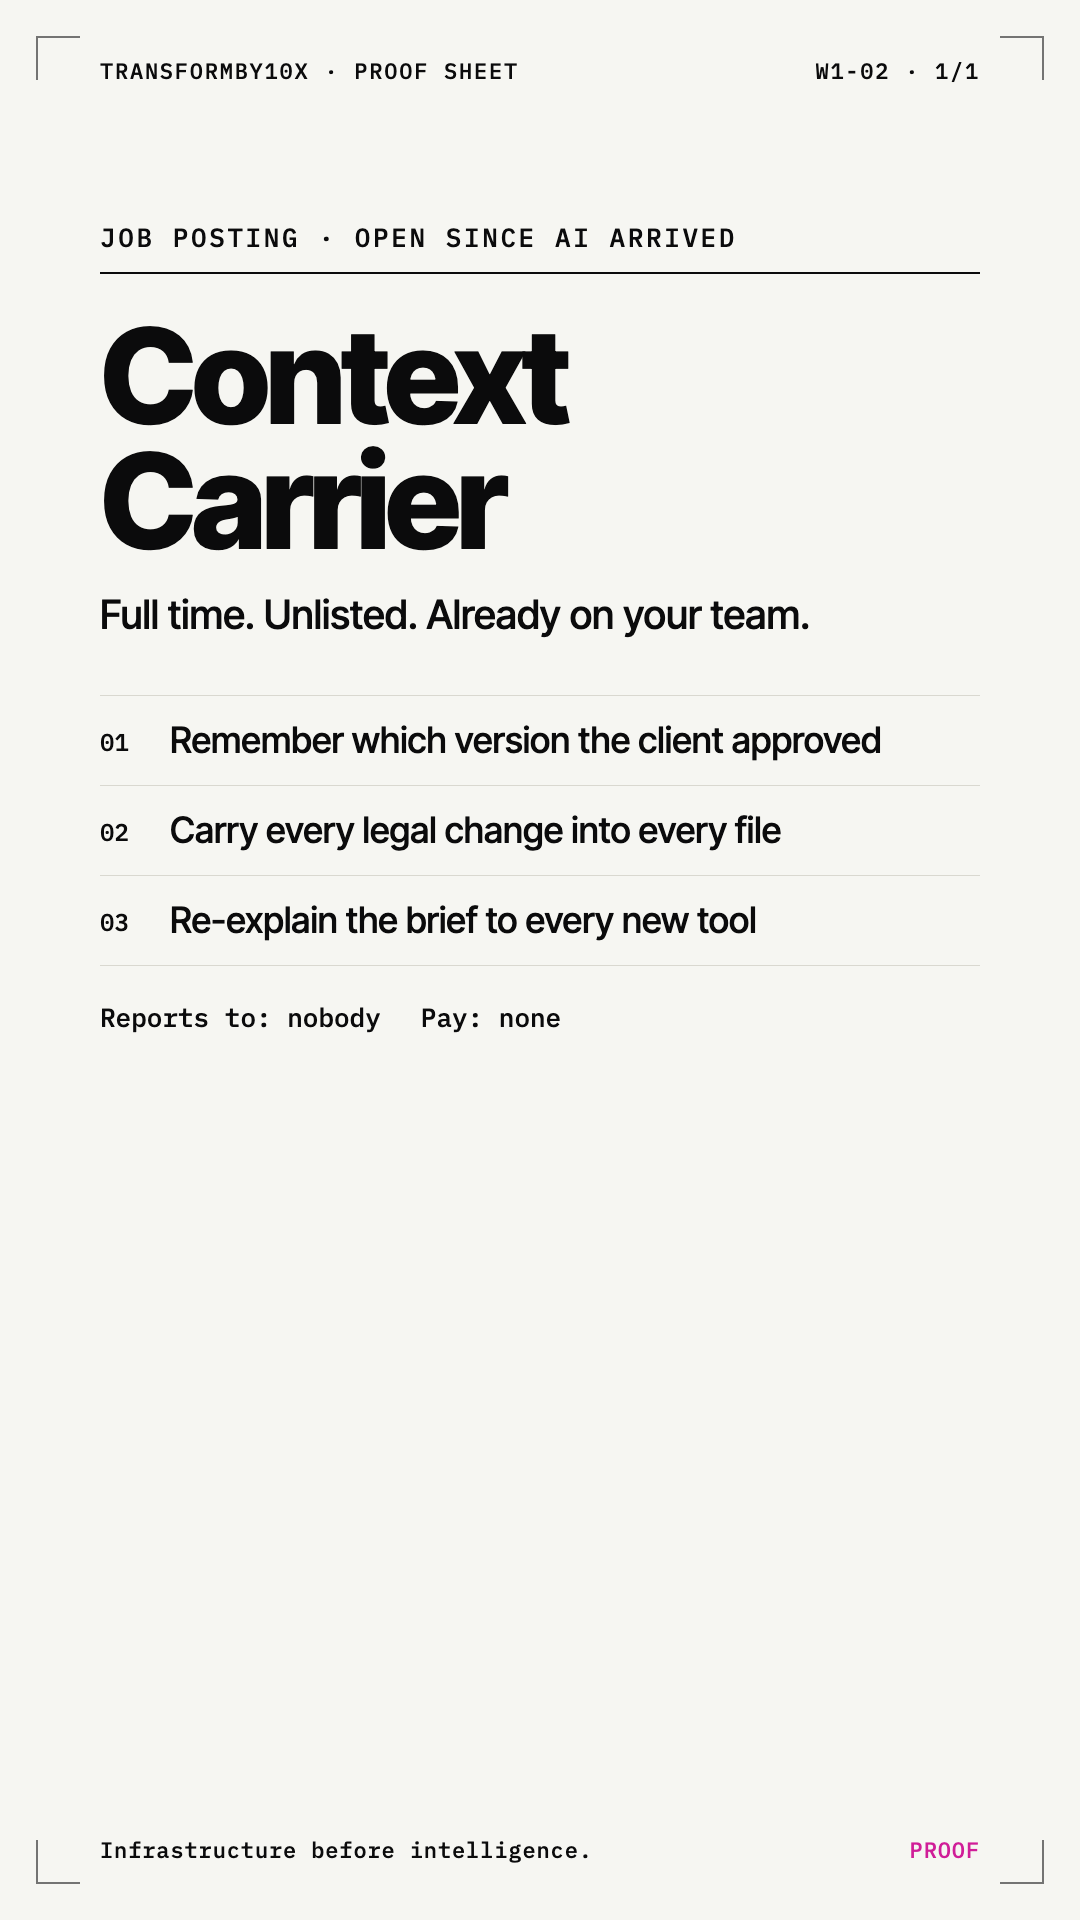 TRANSFORMBY10X · PROOF SHEET
W1-02 · 1/1
JOB POSTING · OPEN SINCE AI ARRIVED
Context
Carrier
Full time. Unlisted. Already on your team.
01 Remember which version the client approved
02 Carry every legal change into every file
03 Re-explain the brief to every new tool
Reports to: nobody Pay: none
Infrastructure before intelligence.
PROOF